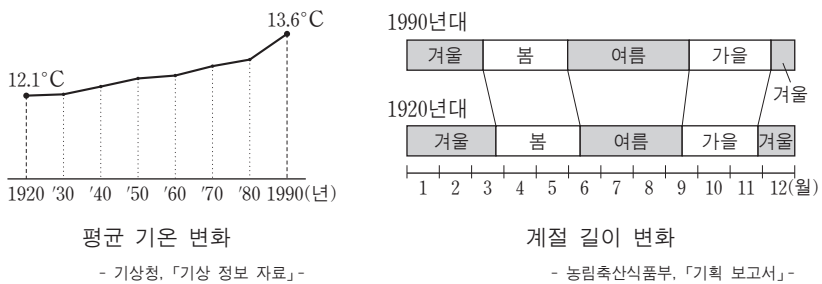 12.1°C
13.6°C
1920 '30 '40 '50 '60 '70 '80 1990(년)
평균 기온 변화
- 기상청, 「기상 정보 자료」-
1990년대
겨울 봄 여름 가을
겨울
1920년대
겨울 봄 여름 가을 겨울
1 2 3 4 5 6 7 8 9 10 11 12(월)
계절 길이 변화
- 농림축산식품부, 「기획 보고서」-